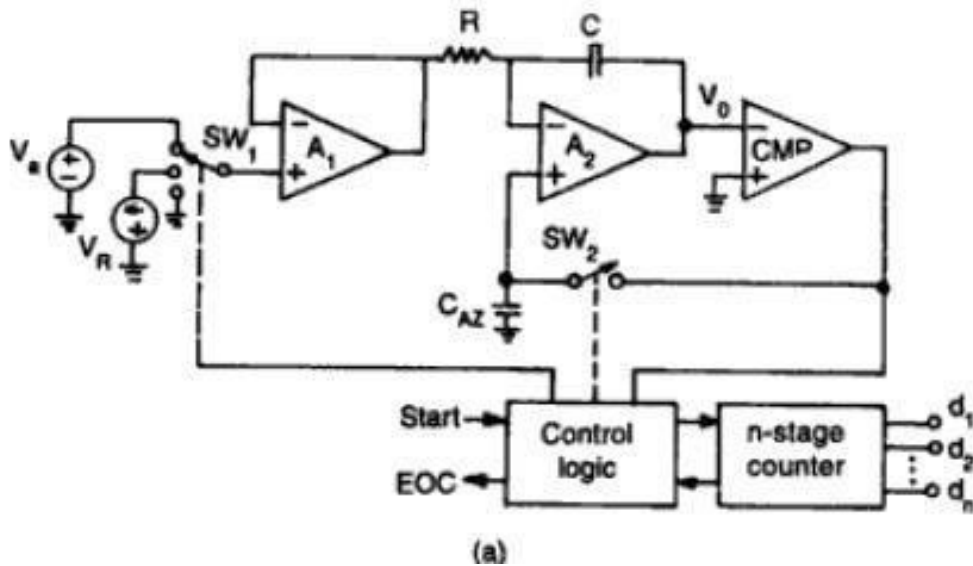 R
C
V₀
SW₁
A₁
A₂
CMP
Vₐ
V_R
SW₂
C_AZ
Start
EOC
Control
logic
n-stage
counter
d₁
d₂
dₙ
(a)